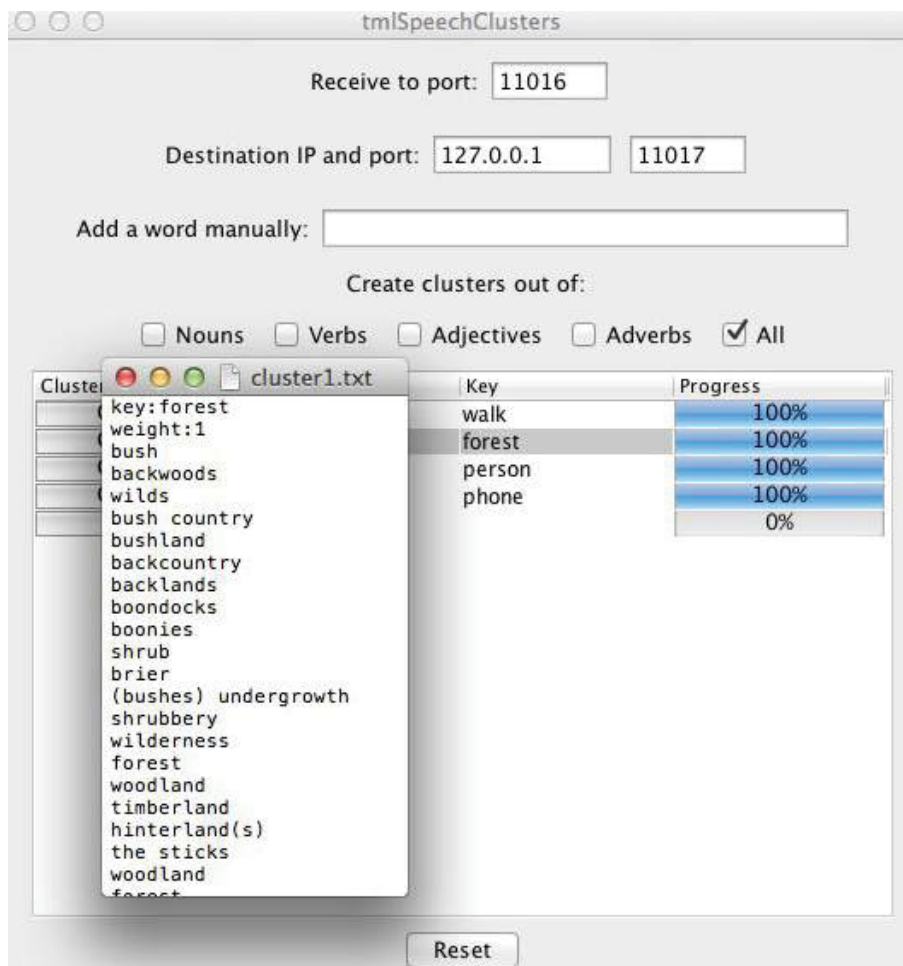 tmlSpeechClusters
Receive to port: 11016
Destination IP and port: 127.0.0.1 11017
Add a word manually:
Create clusters out of:
Nouns Verbs Adjectives Adverbs All
Key Progress
walk 100%
forest 100%
person 100%
phone 100%
0%
cluster1.txt
key:forest
weight:1
bush
backwoods
wilds
bush country
bushland
backcountry
backlands
boondocks
boonies
shrub
brier
(bushes) undergrowth
shrubbery
wilderness
forest
woodland
timberland
hinterland(s)
the sticks
woodland
forest
Reset